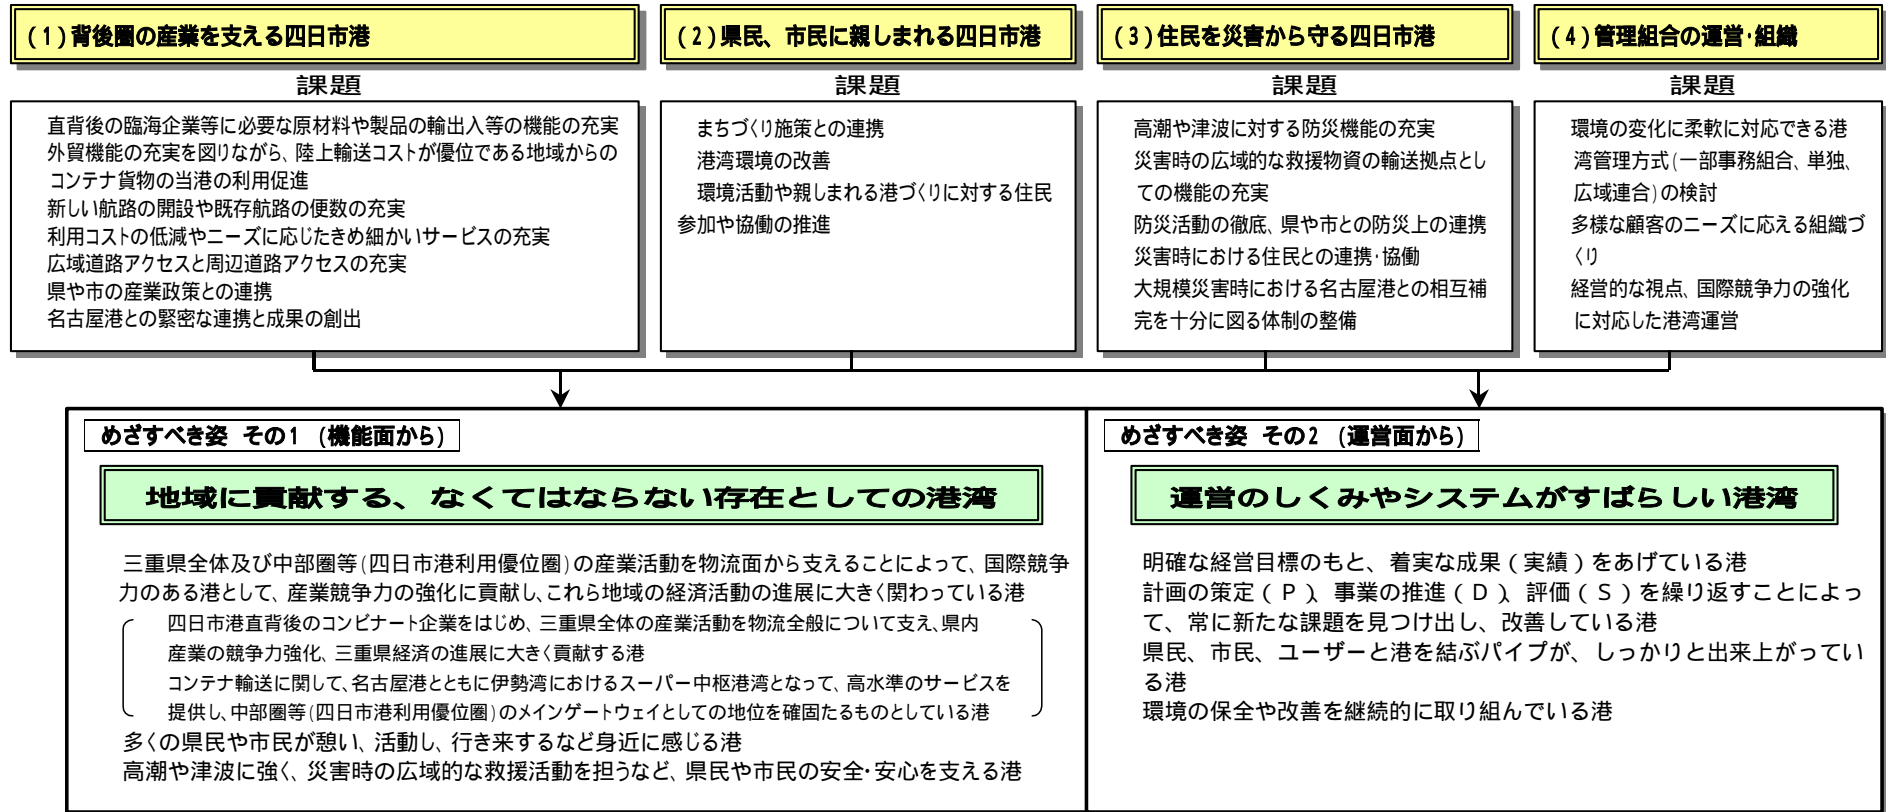 (1)背後圏の産業を支える四日市港
課題
直背後の臨海企業等に必要な原材料や製品の輸出入等の機能の充実
外貿機能の充実を図りながら、陸上輸送コストが優位である地域からの
コンテナ貨物の当港の利用促進
新しい航路の開設や既存航路の便数の充実
利用コストの低減やニーズに応じたきめ細かいサービスの充実
広域道路アクセスと周辺道路アクセスの充実
県や市の産業政策との連携
名古屋港との緊密な連携と成果の創出
(2)県民、市民に親しまれる四日市港
課題
まちづくり施策との連携
港湾環境の改善
環境活動や親しまれる港づくりに対する住民
参加や協働の推進
(3)住民を災害から守る四日市港
課題
高潮や津波に対する防災機能の充実
災害時の広域的な救援物資の輸送拠点とし
ての機能の充実
防災活動の徹底、県や市との防災上の連携
災害時における住民との連携・協働
大規模災害時における名古屋港との相互補
完を十分に図る体制の整備
(4)管理組合の運営・組織
課題
環境の変化に柔軟に対応できる港
湾管理方式(一部事務組合、単独、
広域連合)の検討
多様な顧客のニーズに応える組織づ
くり
経営的な視点、国際競争力の強化
に対応した港湾運営
めざすべき姿 その1 (機能面から)
地域に貢献する、なくてはならない存在としての港湾
三重県全体及び中部圏等(四日市港利用優位圏)の産業活動を物流面から支えることによって、国際競争
力のある港として、産業競争力の強化に貢献し、これら地域の経済活動の進展に大きく関わっている港
四日市港直背後のコンビナート企業をはじめ、三重県全体の産業活動を物流全般について支え、県内
産業の競争力強化、三重県経済の進展に大きく貢献する港
コンテナ輸送に関して、名古屋港とともに伊勢湾におけるスーパー中枢港湾となって、高水準のサービスを
提供し、中部圏等(四日市港利用優位圏)のメインゲートウェイとしての地位を確固たるものとしている港
多くの県民や市民が憩い、活動し、行き来するなど身近に感じる港
高潮や津波に強く、災害時の広域的な救援活動を担うなど、県民や市民の安全・安心を支える港
めざすべき姿 その2 (運営面から)
運営のしくみやシステムがすばらしい港湾
明確な経営目標のもと、着実な成果(実績)をあげている港
計画の策定(P)、事業の推進(D)、評価(S)を繰り返すことによっ
て、常に新たな課題を見つけ出し、改善している港
県民、市民、ユーザーと港を結ぶパイプが、しっかりと出来上がってい
る港
環境の保全や改善を継続的に取り組んでいる港